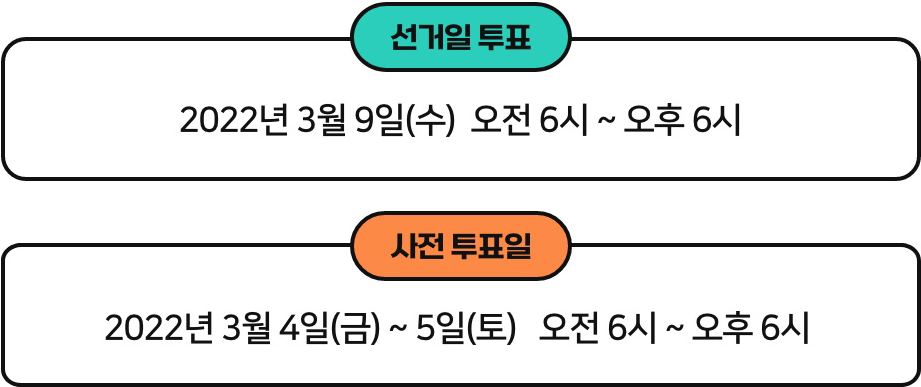 선거일 투표
2022년 3월 9일(수) 오전 6시 ~ 오후 6시
사전 투표일
2022년 3월 4일(금) ~ 5일(토) 오전 6시 ~ 오후 6시